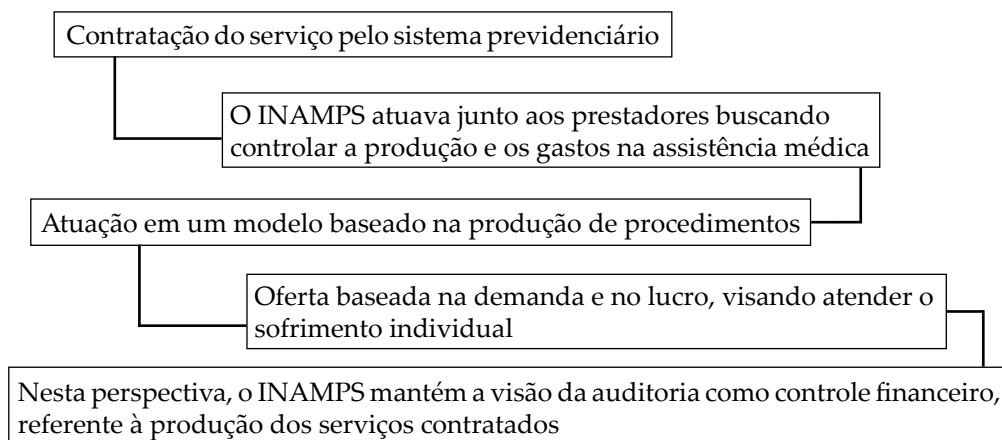 Contratação do serviço pelo sistema previdenciário
O INAMPS atuava junto aos prestadores buscando
controlar a produção e os gastos na assistência médica
Atuação em um modelo baseado na produção de procedimentos
Oferta baseada na demanda e no lucro, visando atender o
sofrimento individual
Nesta perspectiva, o INAMPS mantém a visão da auditoria como controle financeiro,
referente à produção dos serviços contratados